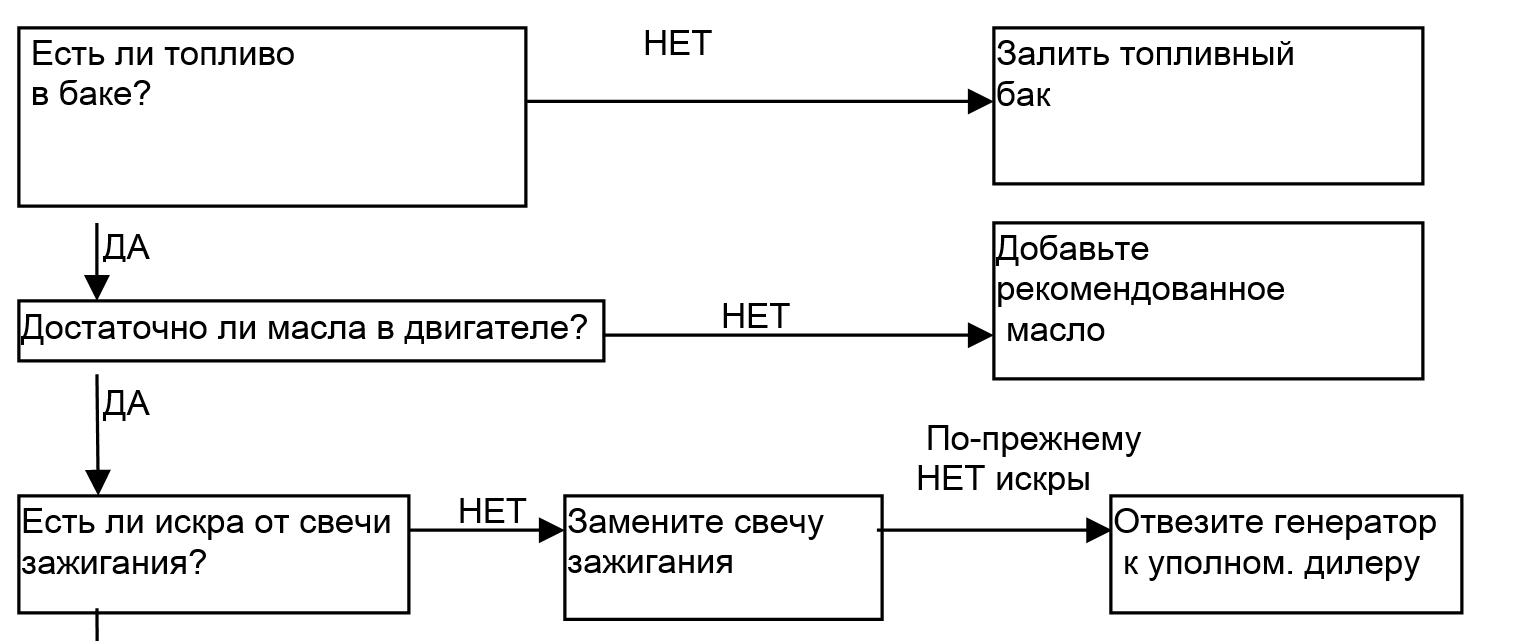 Есть ли топливо
в баке?
НЕТ
Залить топливный
бак
ДА
Достаточно ли масла в двигателе?
НЕТ
Добавьте
рекомендованное
масло
ДА
Есть ли искра от свечи
зажигания?
НЕТ
Замените свечу
зажигания
По-прежнему
НЕТ искры
Отвезите генератор
к уполном. дилеру